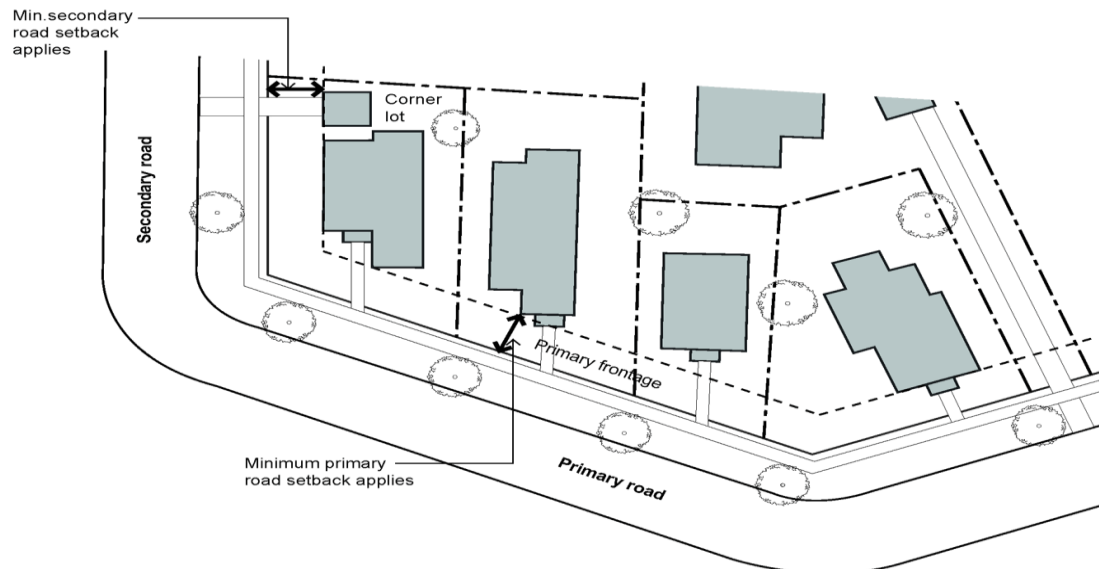 Min.secondary
road setback
applies
Corner
lot
Secondary road
Primary frontage
Minimum primary
road setback applies
Primary road